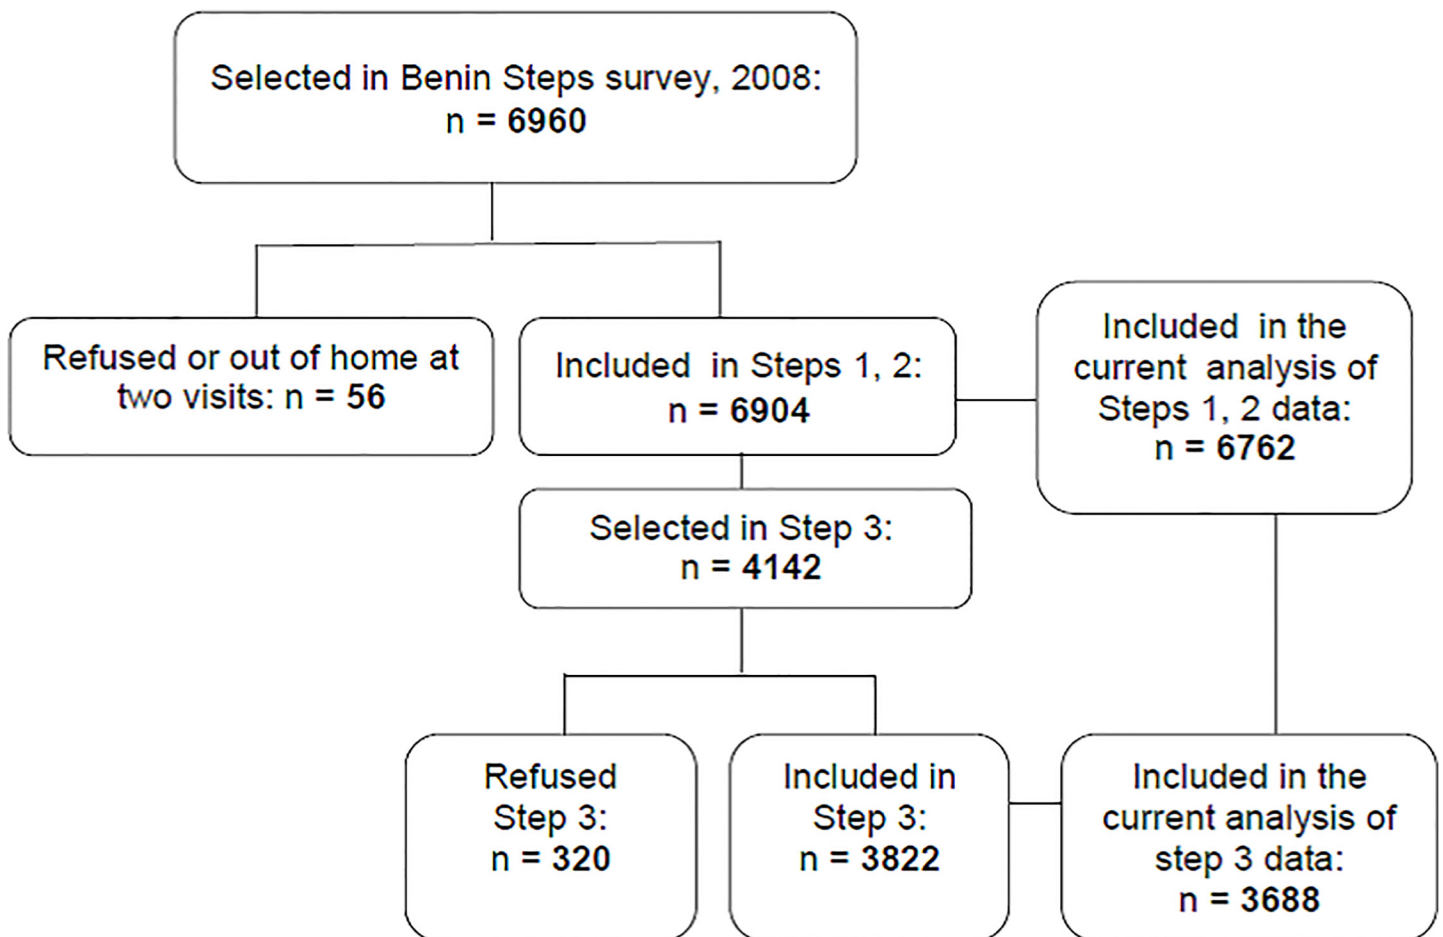 Selected in Benin Steps survey, 2008:
n = 6960
Refused or out of home at
two visits: n = 56
Included in Steps 1, 2:
n = 6904
Included in the
current analysis of
Steps 1, 2 data:
n = 6762
Selected in Step 3:
n = 4142
Refused
Step 3:
n = 320
Included in
Step 3:
n = 3822
Included in the
current analysis of
step 3 data:
n = 3688